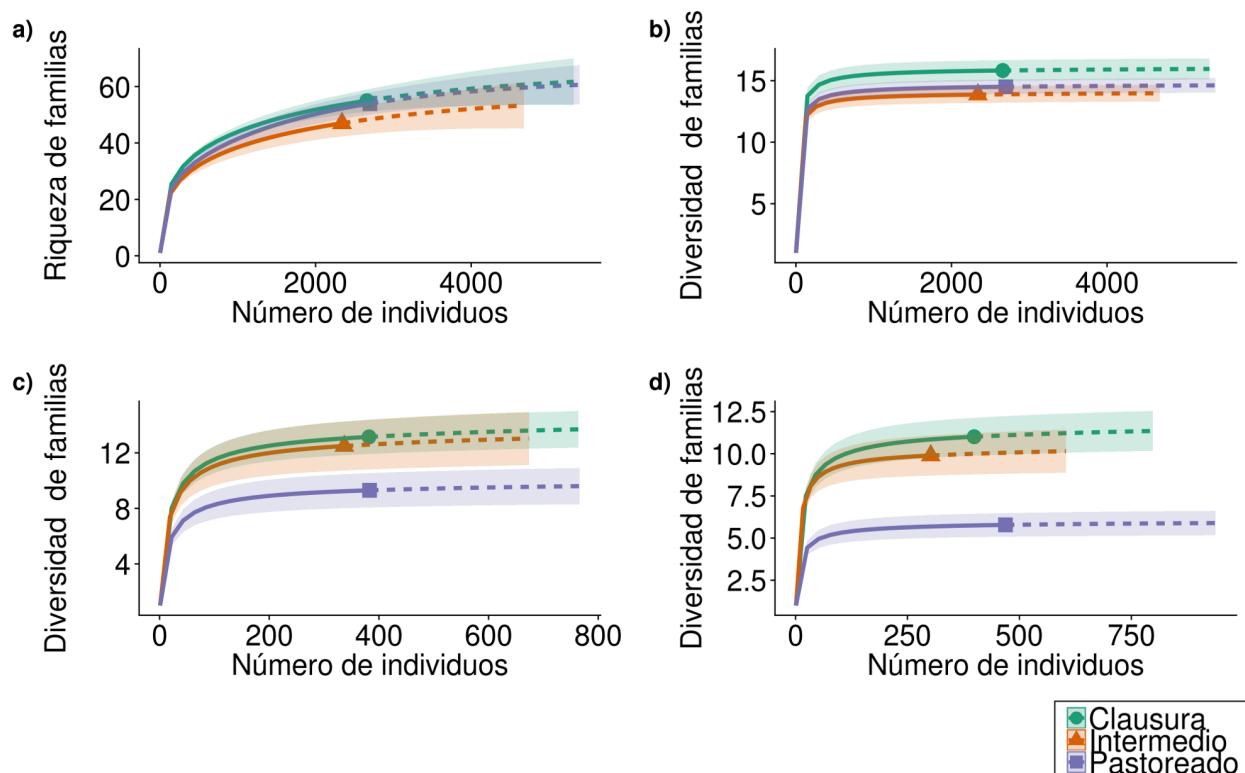 a)
Riqueza de familias
60
40
20
0
0 2000 4000
Número de individuos
b)
Diversidad de familias
15
10
5
0 2000 4000
Número de individuos
c)
Diversidad de familias
12
8
4
0 200 400 600 800
Número de individuos
d)
Diversidad de familias
12.5
10.0
7.5
5.0
2.5
0 250 500 750
Número de individuos
Clausura
Intermedio
Pastoreado